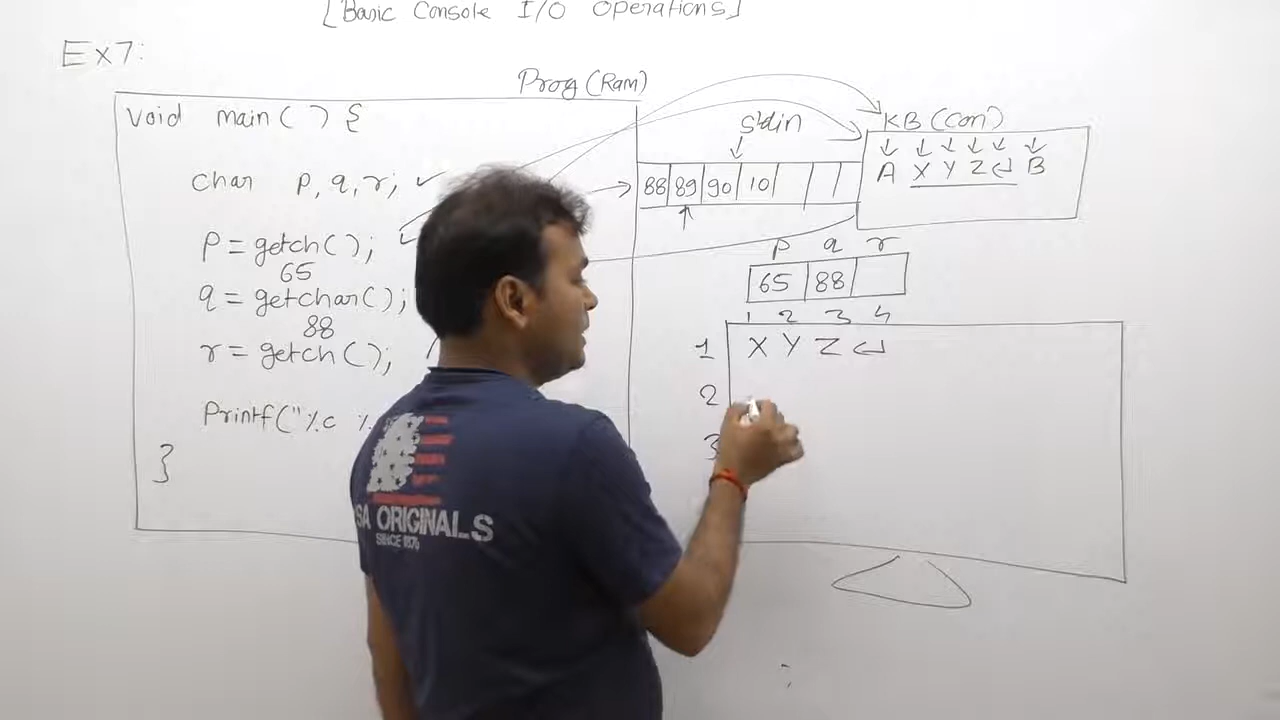 [Basic Console I/O Operations]
Ex7:
Prog (Ram)
void main( ) {
char p, q, r;
p = getch( );
65
q = getchar( );
88
r = getch( );
Printf("%c %
}
Stdin
88 89 90 10
KB (Con)
A X Y Z ↵ B
p q r
65 88
1 2 3 4
1 X Y Z ↵
2
3
USA ORIGINALS
SINCE 1876